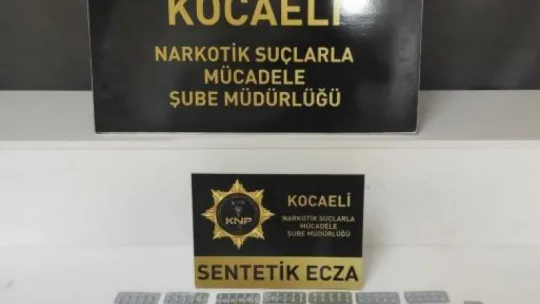 KOCAELİ
NARKOTİK SUÇLARLA
MÜCADELE
ŞUBE MÜDÜRLÜĞÜ
KNP
KOCAELİ
NARKOTİK SUÇLARLA
MÜCADELE
ŞUBE MÜDÜRLÜĞÜ
SENTETİK ECZA